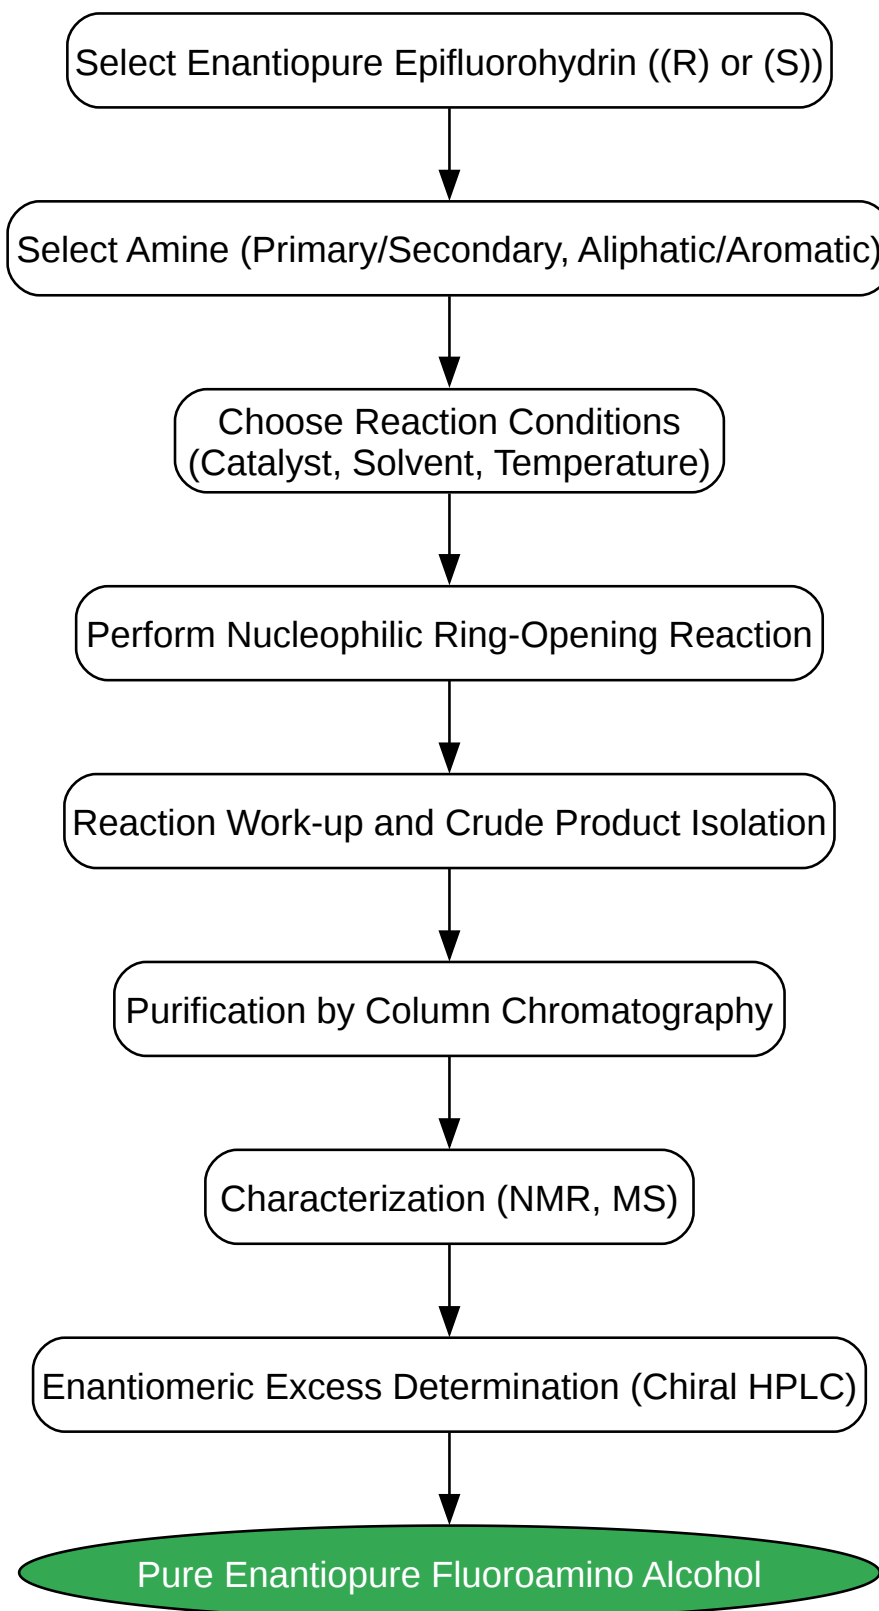 Select Enantiopure Epifluorohydrin ((R) or (S))
Select Amine (Primary/Secondary, Aliphatic/Aromatic)
Choose Reaction Conditions
(Catalyst, Solvent, Temperature)
Perform Nucleophilic Ring-Opening Reaction
Reaction Work-up and Crude Product Isolation
Purification by Column Chromatography
Characterization (NMR, MS)
Enantiomeric Excess Determination (Chiral HPLC)
Pure Enantiopure Fluoroamino Alcohol